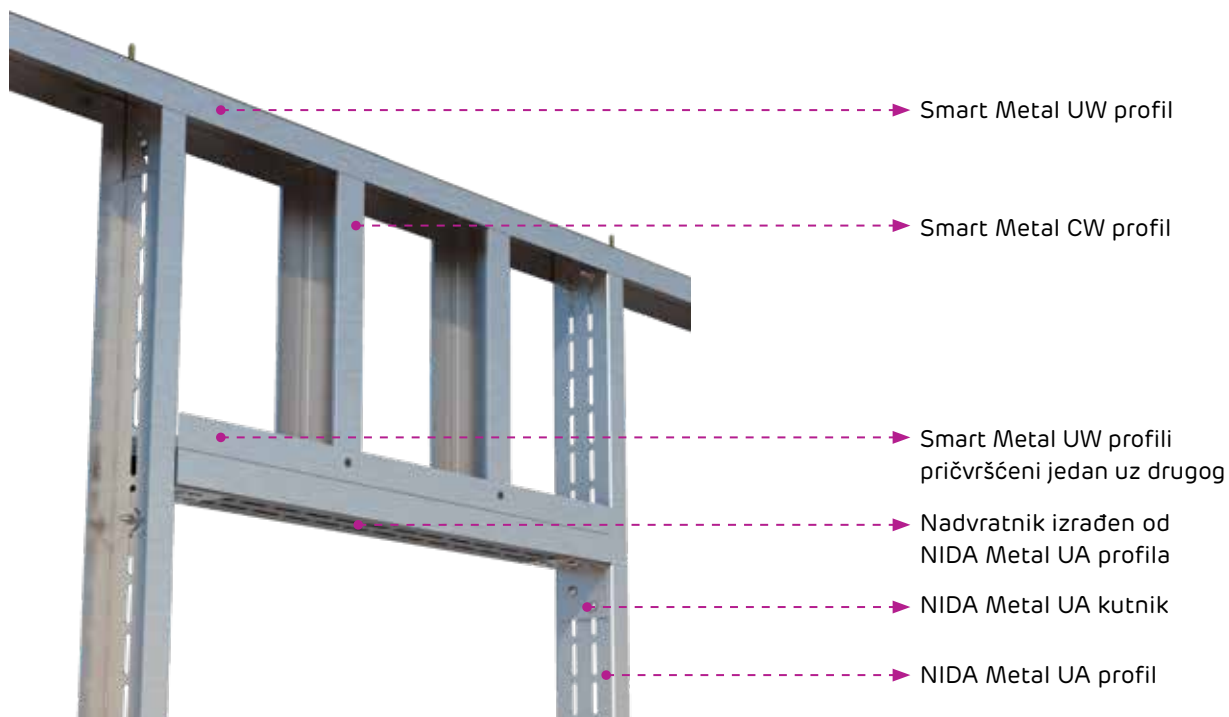 Smart Metal UW profil
Smart Metal CW profil
Smart Metal UW profili
pričvršćeni jedan uz drugog
Nadvratnik izrađen od
NIDA Metal UA profila
NIDA Metal UA kutnik
NIDA Metal UA profil